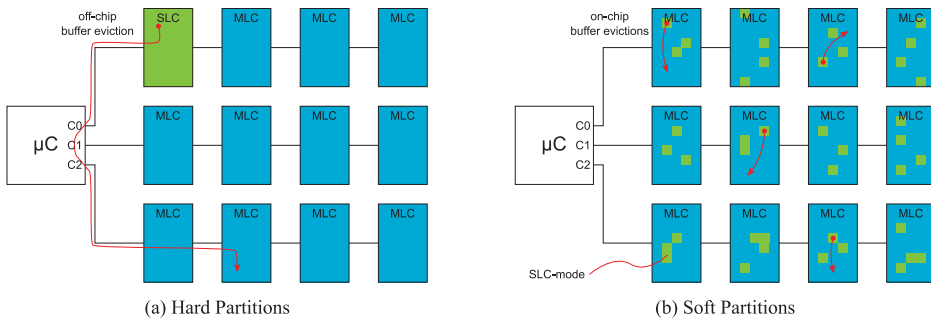 off-chip
buffer eviction
SLC
MLC
MLC
MLC
µC
C0
C1
C2
MLC
MLC
MLC
MLC
MLC
MLC
MLC
MLC
(a) Hard Partitions
on-chip
buffer evictions
MLC
MLC
MLC
MLC
µC
C0
C1
C2
MLC
MLC
MLC
MLC
MLC
MLC
MLC
MLC
SLC-mode
(b) Soft Partitions